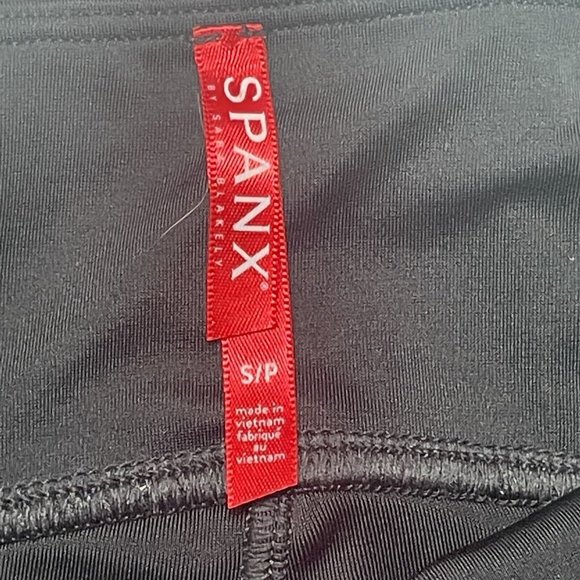 SPANX®
BY SARA BLAKELY
S/P
made in
vietnam
fabriqué
au
vietnam